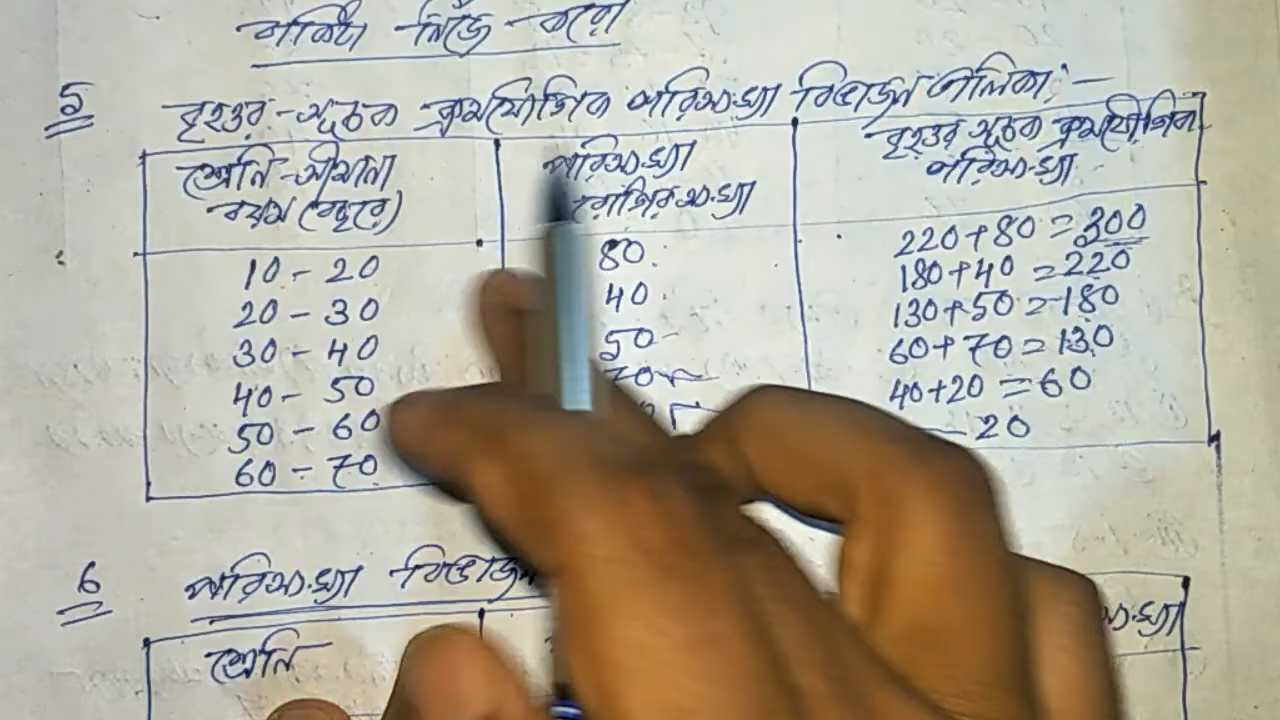 বাকিটা নিজে করো
5 বৃহত্তর-সূচক ক্রমযৌগিক পরিসংখ্যা বিভাজন তালিকা:-
শ্রেনি-সীমানা পরিসংখ্যা বৃহত্তর সূচক ক্রমযৌগিক
বয়স (বছরে) রোগির সংখ্যা পরিসংখ্যা
10 - 20 80 220+80=300
20 - 30 40 180+40=220
30 - 40 50 130+50=180
40 - 50 70 60+70=130
50 - 60 40+20=60
60 - 70 20
6 পরিসংখ্যা বিভাজন
শ্রেনি